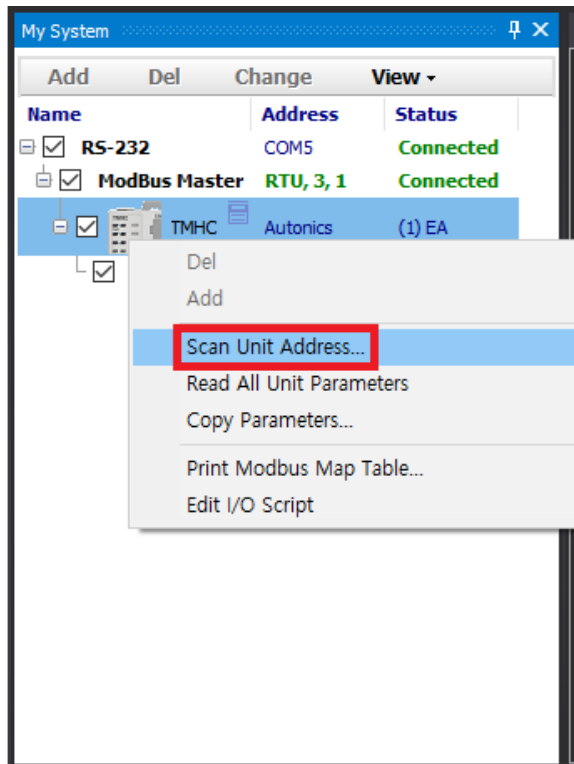 My System
Add Del Change View
Name Address Status
RS-232 COM5 Connected
ModBus Master RTU, 3, 1 Connected
TMHC Autonics (1) EA
Del
Add
Scan Unit Address...
Read All Unit Parameters
Copy Parameters...
Print Modbus Map Table...
Edit I/O Script